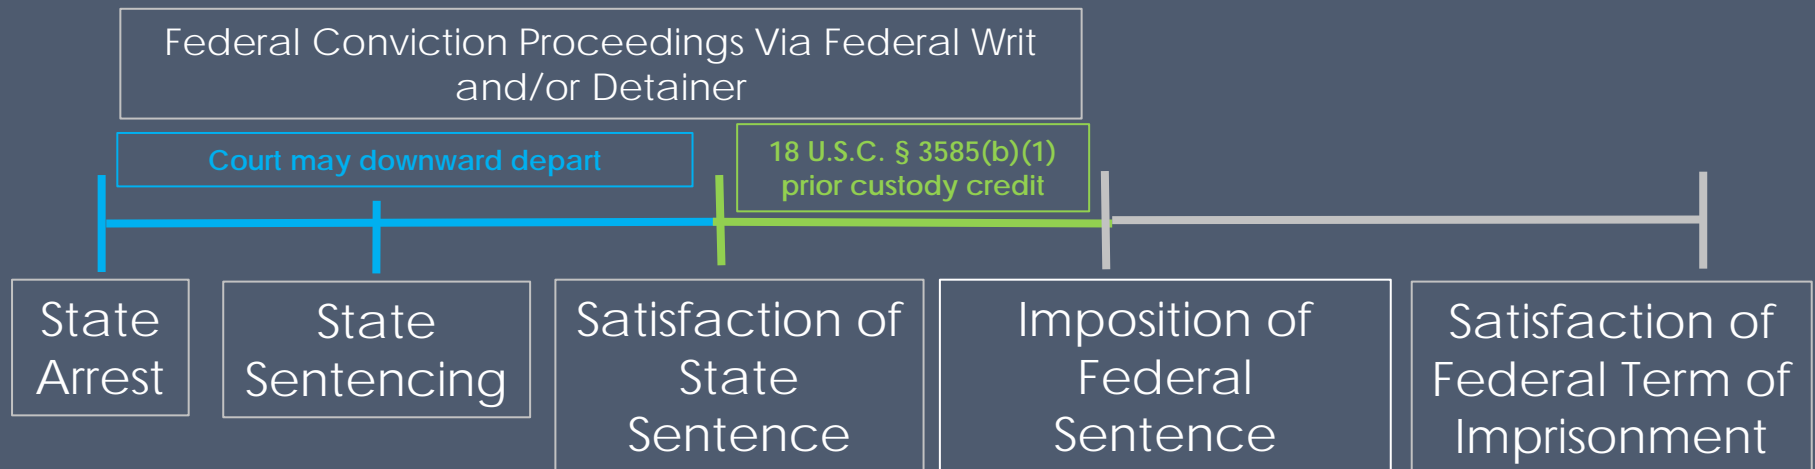 Federal Conviction Proceedings Via Federal Writ
and/or Detainer
Court may downward depart
18 U.S.C. § 3585(b)(1)
prior custody credit
State
Arrest
State
Sentencing
Satisfaction of
State
Sentence
Imposition of
Federal
Sentence
Satisfaction of
Federal Term of
Imprisonment